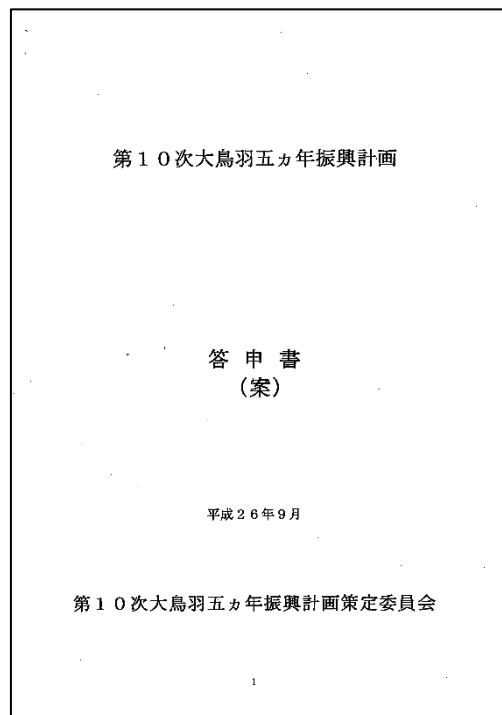 第１０次大鳥羽五ヵ年振興計画
答申書
（案）
平成２６年９月
第１０次大鳥羽五ヵ年振興計画策定委員会
1